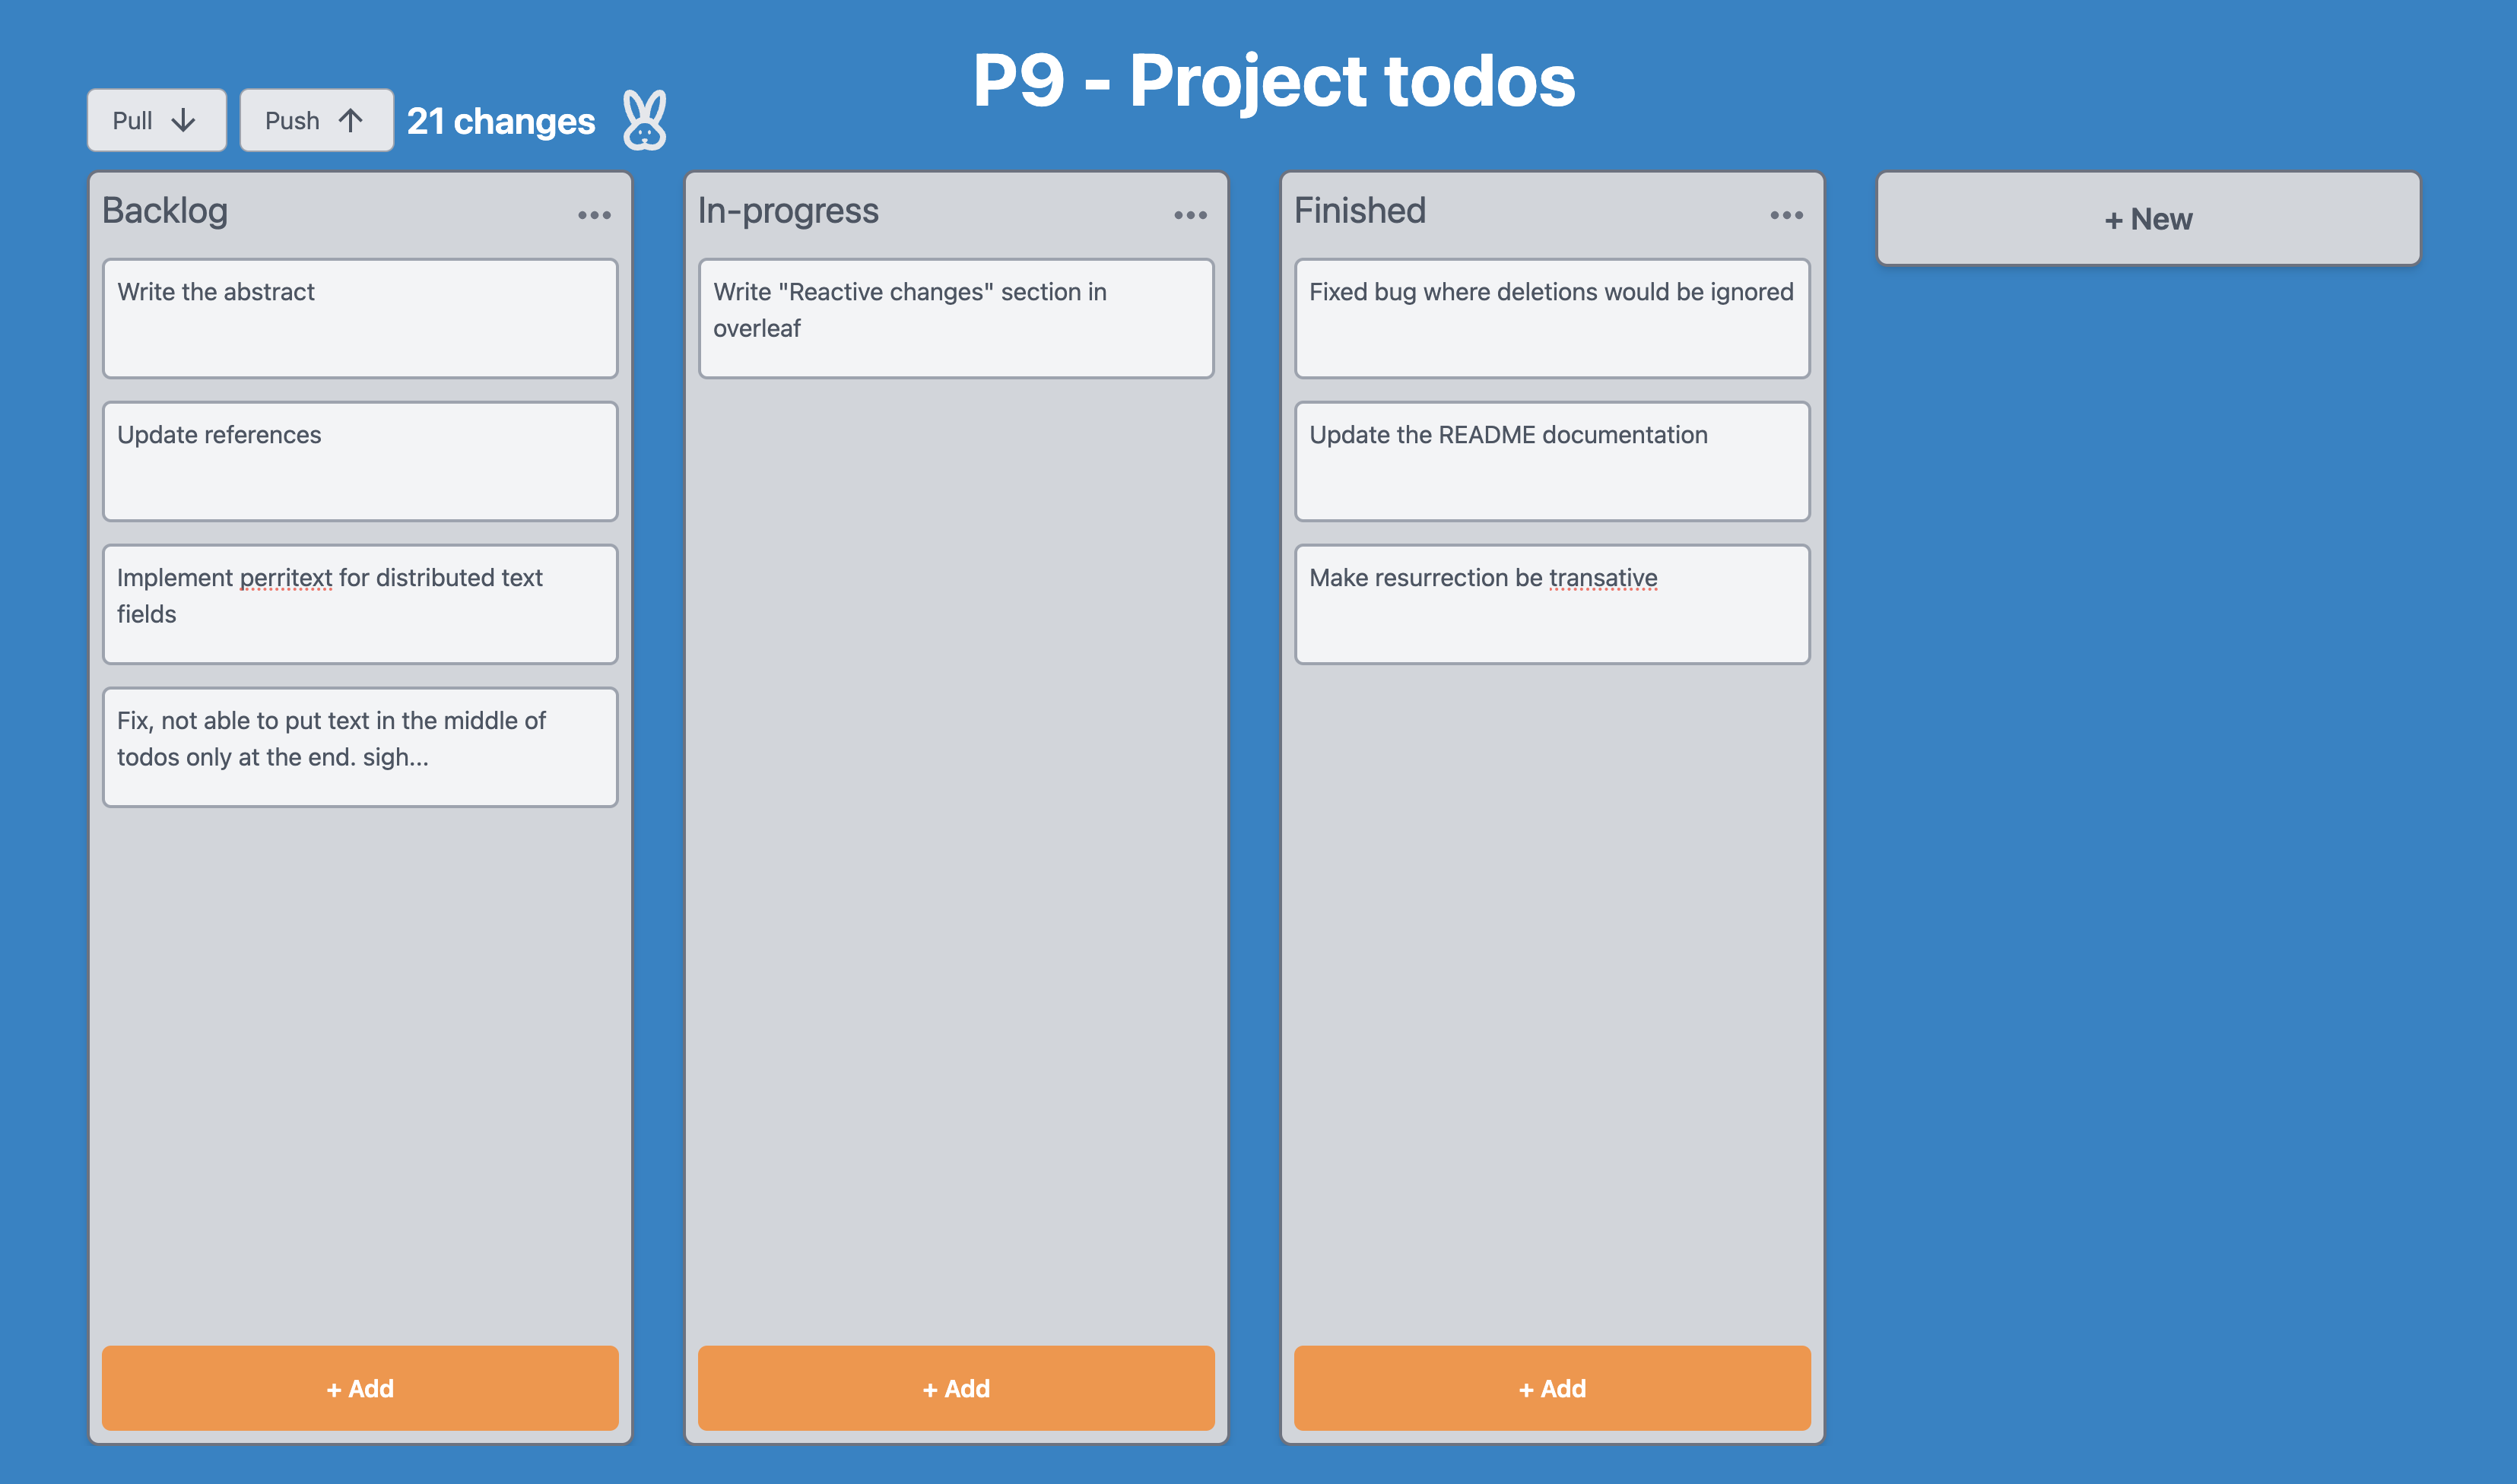 P9 - Project todos
Pull
Push
21 changes
Backlog
Write the abstract
Update references
Implement perritext for distributed text
fields
Fix, not able to put text in the middle of
todos only at the end. sigh...
+ Add
In-progress
Write "Reactive changes" section in
overleaf
+ Add
Finished
Fixed bug where deletions would be ignored
Update the README documentation
Make resurrection be transative
+ Add
+ New